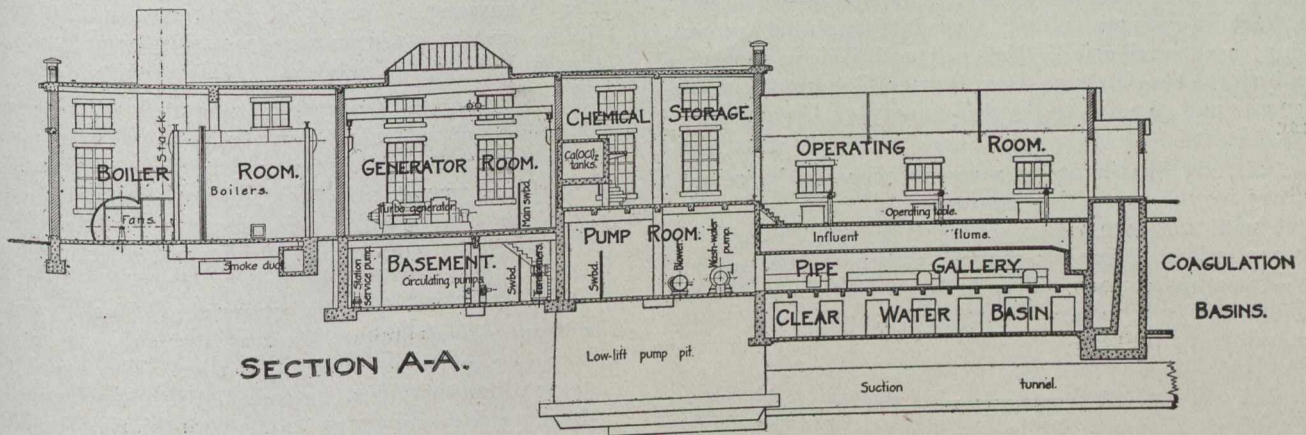 Stack.
BOILER ROOM.
Boilers.
Fans.
Smoke duct
GENERATOR ROOM.
Turbo generator
Main swbd.
BASEMENT.
Station
service pump.
Circulating pumps
Swbd.
Transformers.
CHEMICAL STORAGE.
Ca(OCl)2
tanks.
PUMP ROOM.
Swbd.
Blower
Wash-water
pump.
Low-lift pump pit.
OPERATING ROOM.
Operating table.
Influent flume.
PIPE GALLERY.
CLEAR WATER BASIN.
Suction tunnel.
COAGULATION
BASINS.
SECTION A-A.